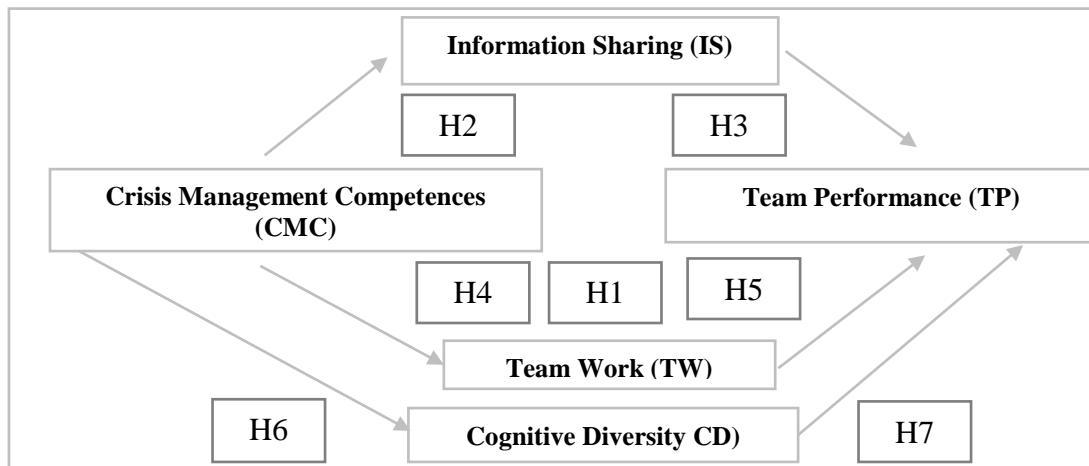 Information Sharing (IS)
H2
H3
Crisis Management Competences
(CMC)
Team Performance (TP)
H4
H1
H5
Team Work (TW)
H6
Cognitive Diversity CD)
H7